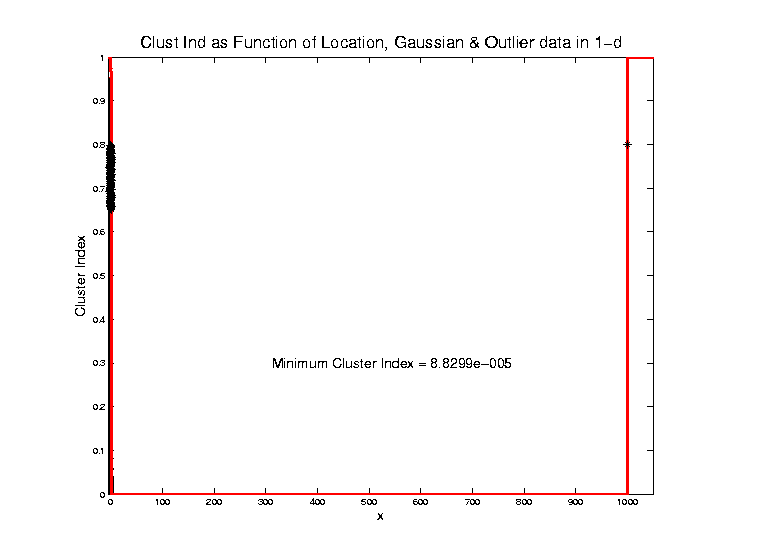 Clust Ind as Function of Location, Gaussian & Outlier data in 1−d
1
0.9
0.8
0.7
0.6
0.5
0.4
0.3
0.2
0.1
0
Cluster Index
Minimum Cluster Index = 8.8299e−005
0 100 200 300 400 500 600 700 800 900 1000
x